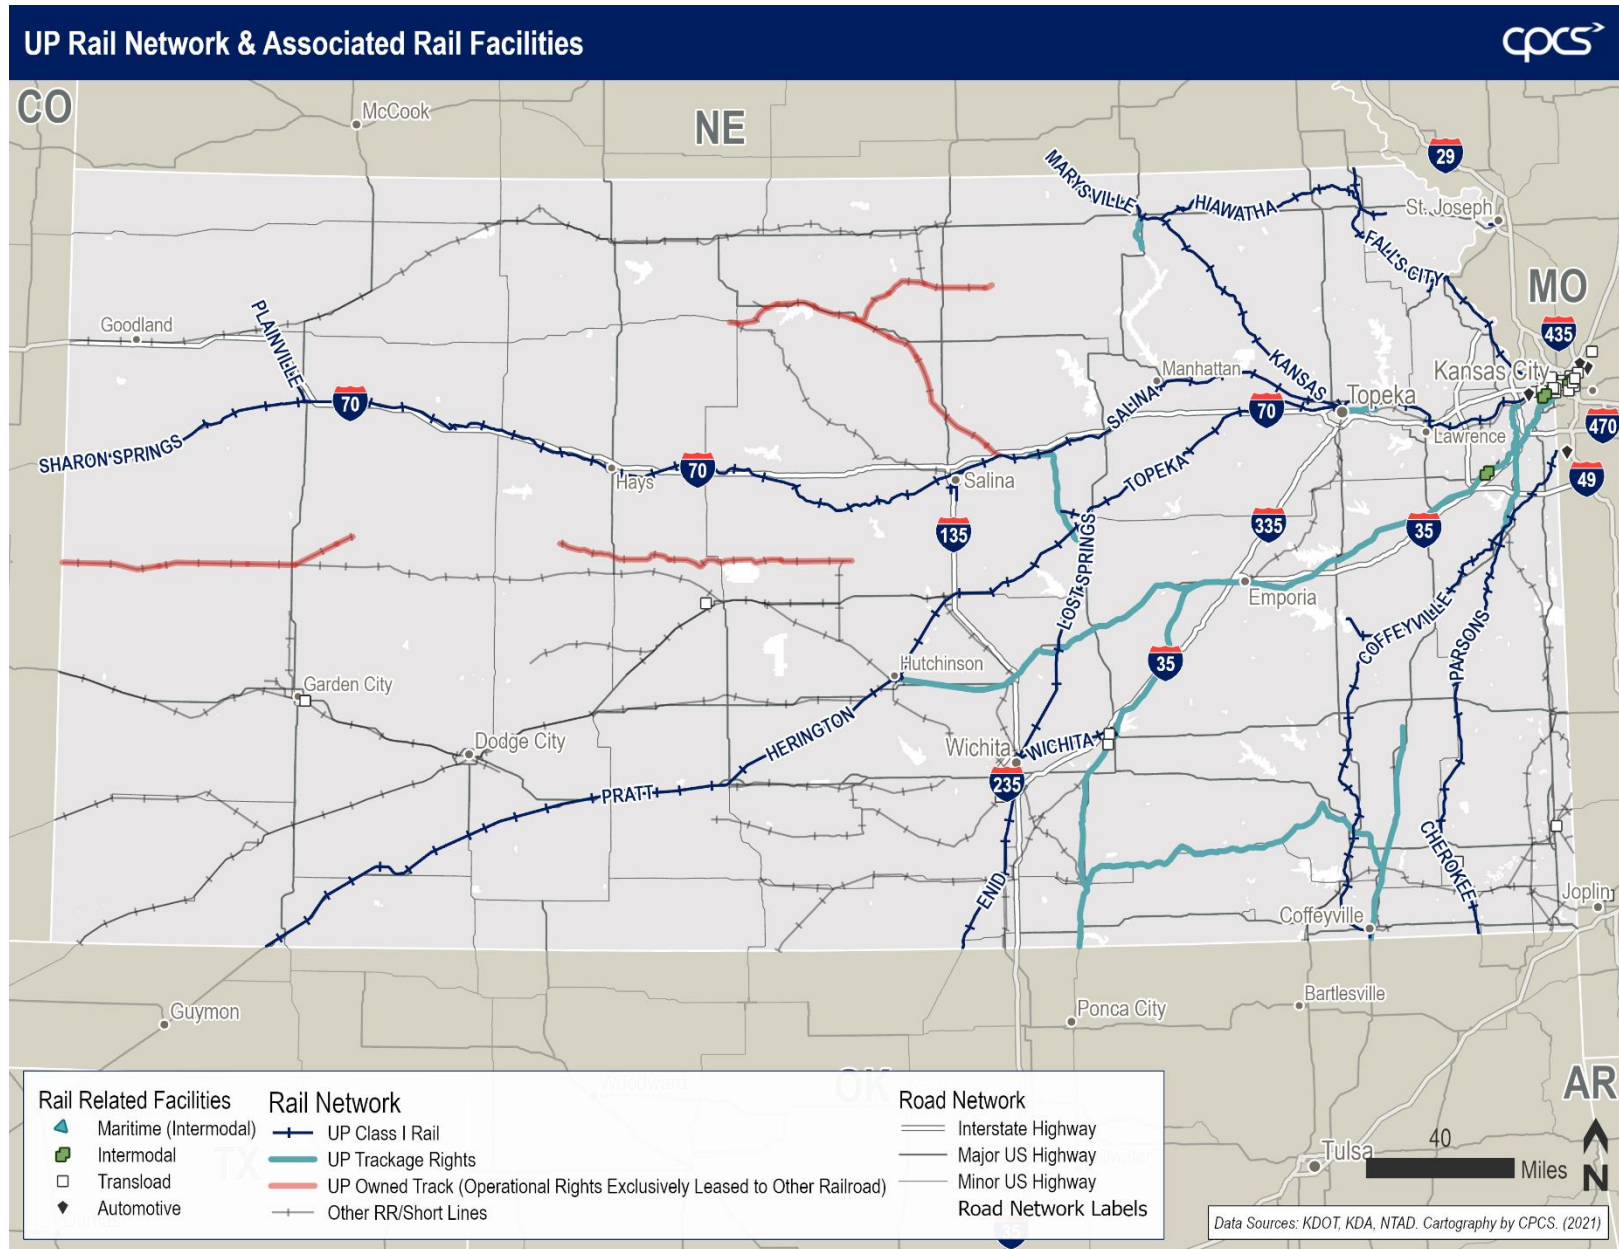 UP Rail Network & Associated Rail Facilities
cpcs
CO
McCook
NE
29
MARYSVILLE
HIAWATHA
St. Joseph
FALLS CITY
MO
Goodland
PLAINVILLE
435
Manhattan
KANSAS
Kansas City
70
SALINA
70
Topeka
Lawrence
470
SHARON SPRINGS
70
Hays
Salina
TOPEKA
49
135
335
35
LOST SPRINGS
Emporia
COFFEYVILLE
PARSONS
Hutchinson
35
Garden City
HERINGTON
Dodge City
Wichita
WICHITA
235
PRATT
CHEROKEE
ENID
Joplin
Coffeyville
Guymon
Ponca City
Bartlesville
Woodward
OK
AR
TX
Tulsa
Rail Related Facilities
Maritime (Intermodal)
Intermodal
Transload
Automotive
Rail Network
UP Class I Rail
UP Trackage Rights
UP Owned Track (Operational Rights Exclusively Leased to Other Railroad)
Other RR/Short Lines
Road Network
Interstate Highway
Major US Highway
Minor US Highway
Road Network Labels
35
40
Miles
N
Data Sources: KDOT, KDA, NTAD. Cartography by CPCS. (2021)